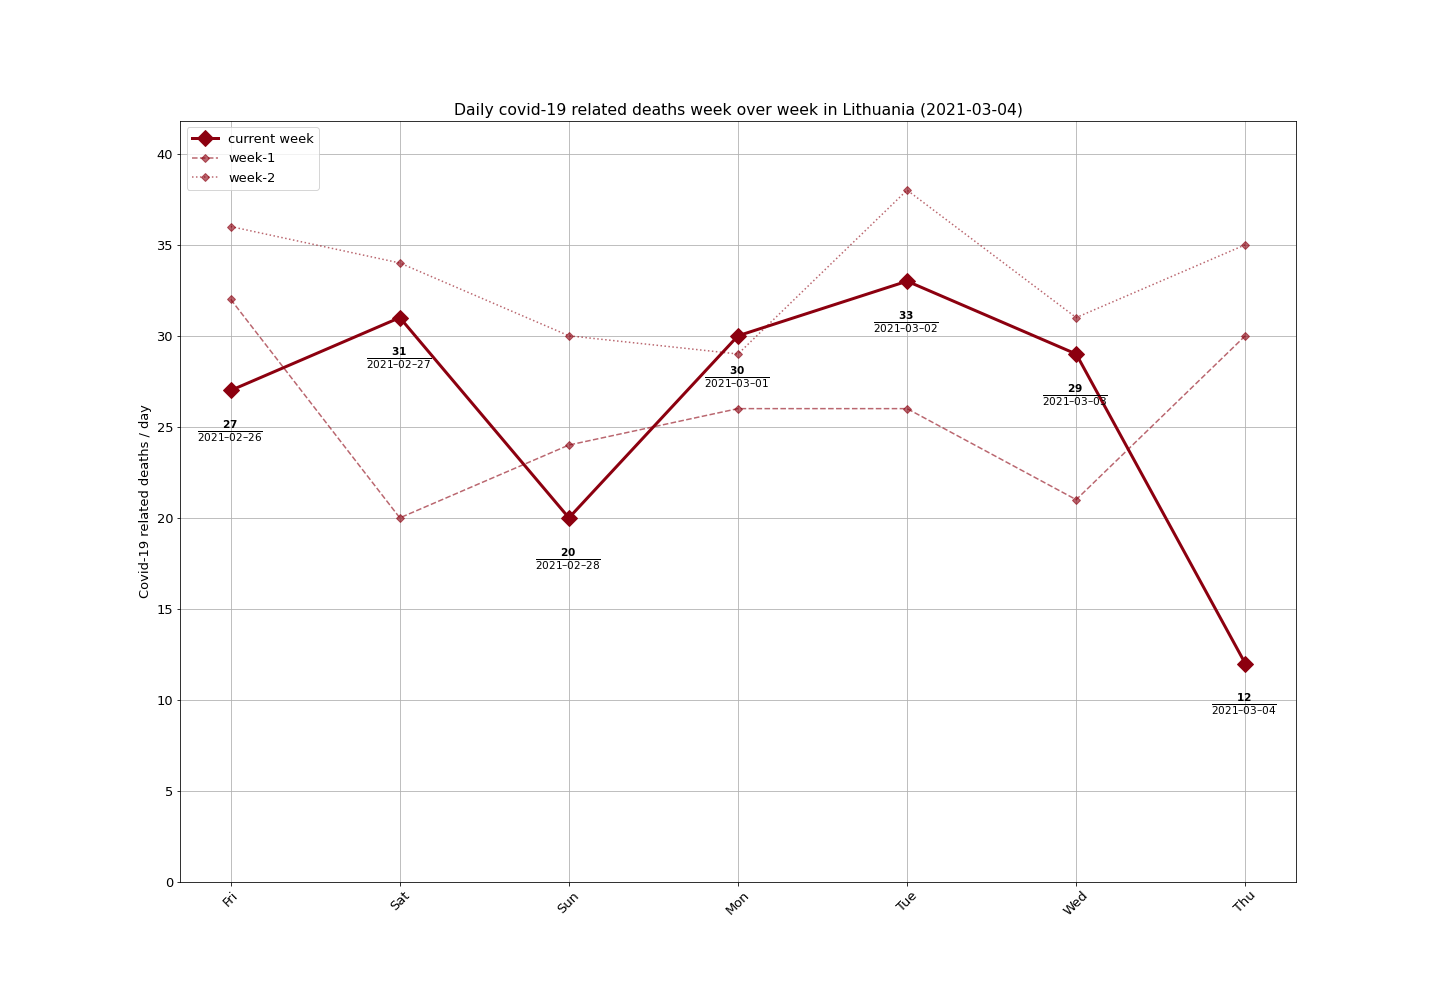 Daily covid-19 related deaths week over week in Lithuania (2021-03-04)
current week
week-1
week-2
Covid-19 related deaths / day
40
35
30
25
20
15
10
5
0
27
2021-02-26
31
2021-02-27
20
2021-02-28
30
2021-03-01
33
2021-03-02
29
2021-03-03
12
2021-03-04
Fri
Sat
Sun
Mon
Tue
Wed
Thu